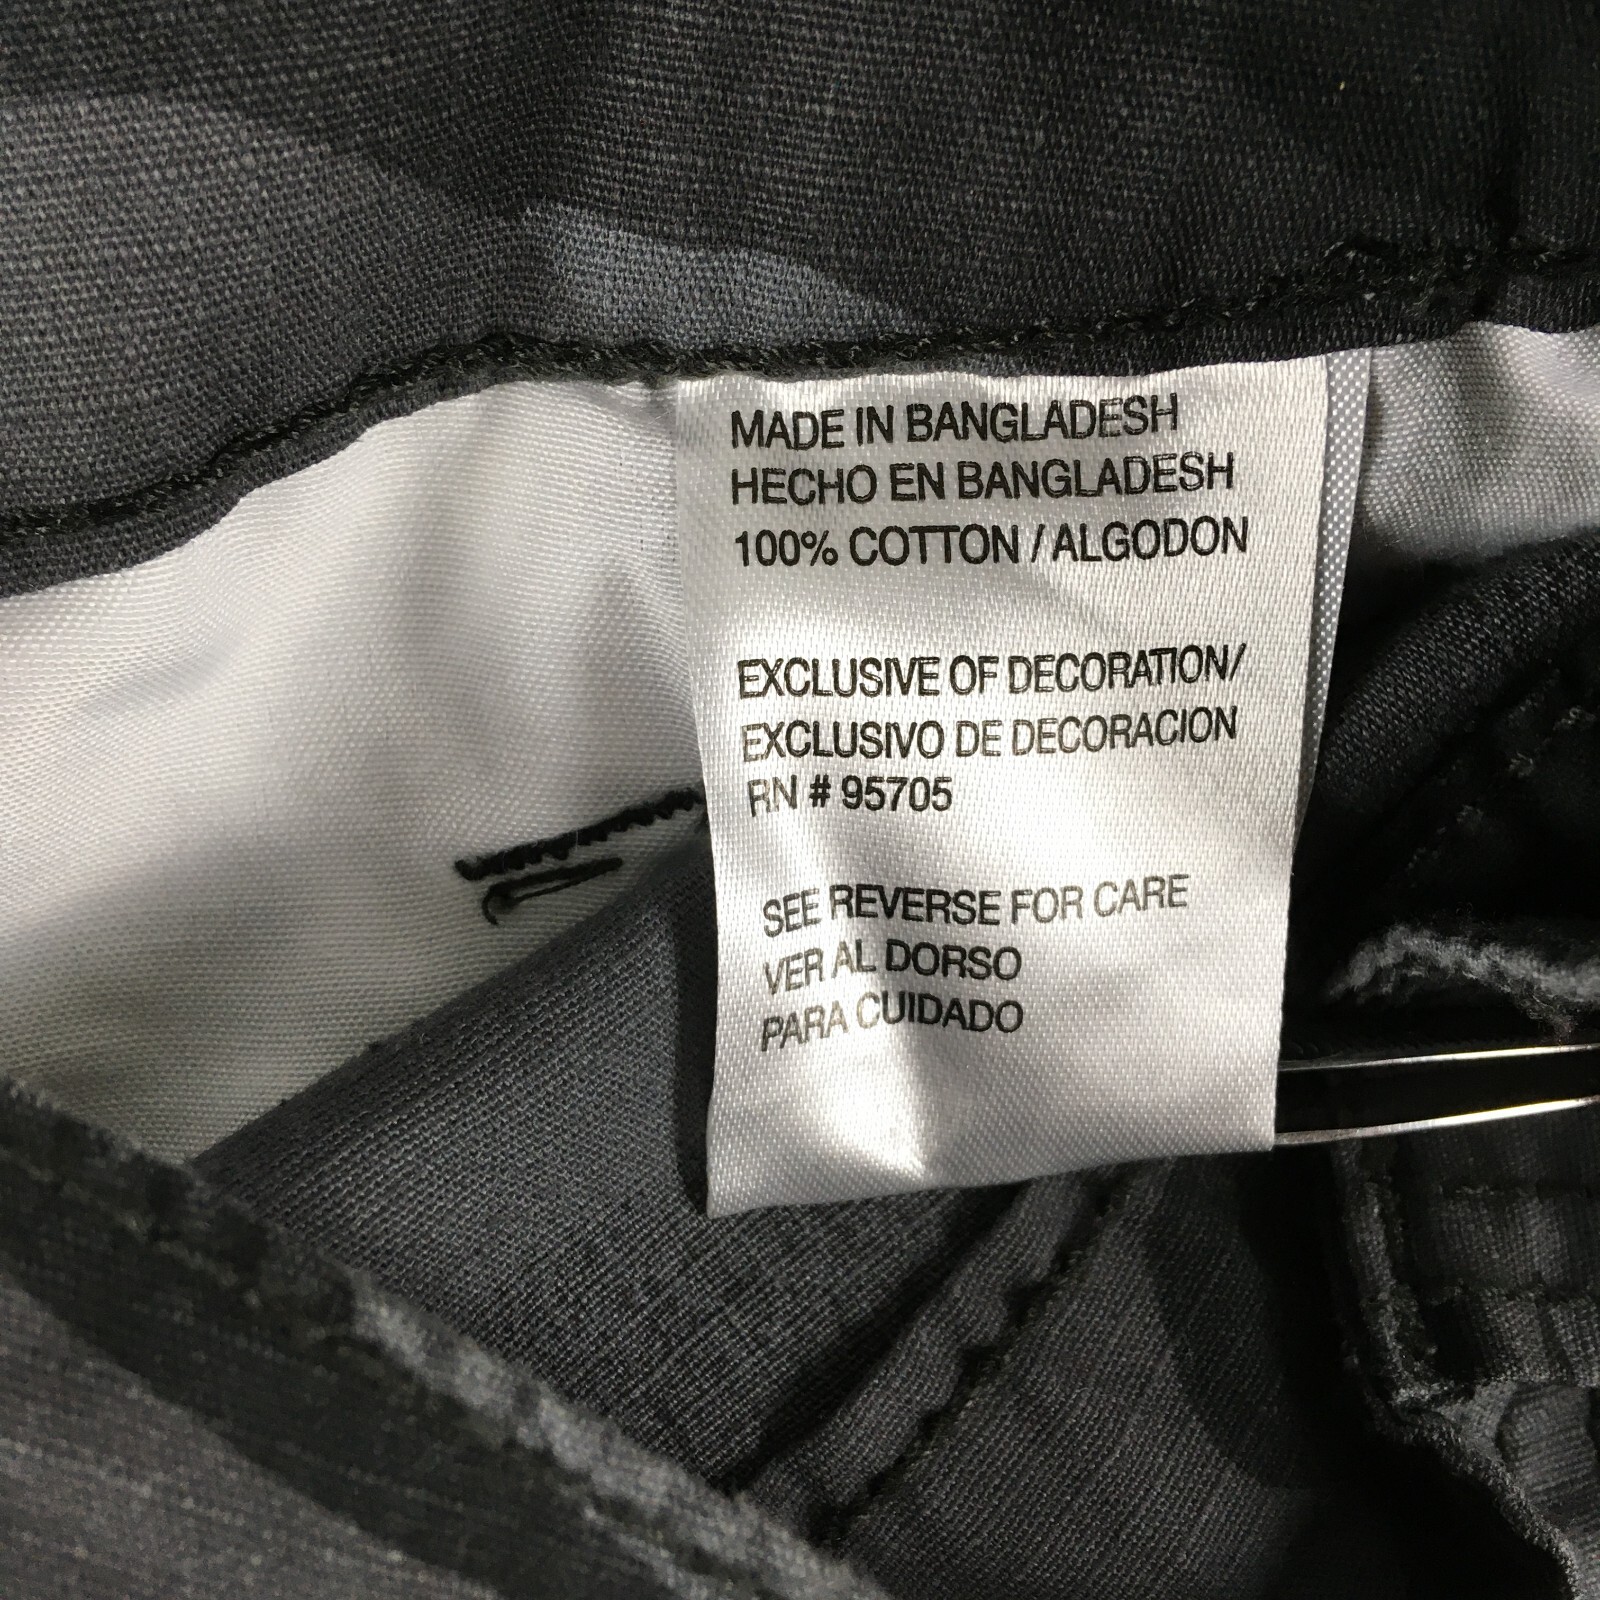 MADE IN BANGLADESH
HECHO EN BANGLADESH
100% COTTON / ALGODON
EXCLUSIVE OF DECORATION/
EXCLUSIVO DE DECORACION
RN # 95705
SEE REVERSE FOR CARE
VER AL DORSO
PARA CUIDADO